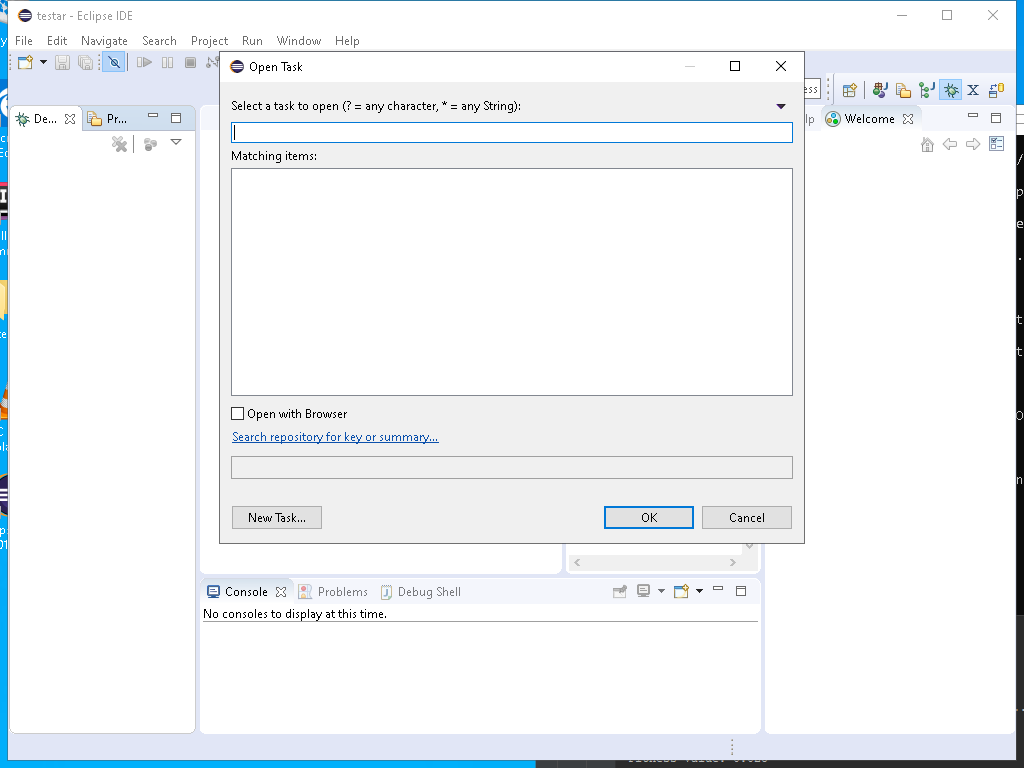 testar - Eclipse IDE
File Edit Navigate Search Project Run Window Help
Open Task
Select a task to open (? = any character, * = any String):
ess
De...
Pr...
lp
Welcome
Matching items:
Open with Browser
Search repository for key or summary...
New Task...
OK
Cancel
Console
Problems
Debug Shell
No consoles to display at this time.